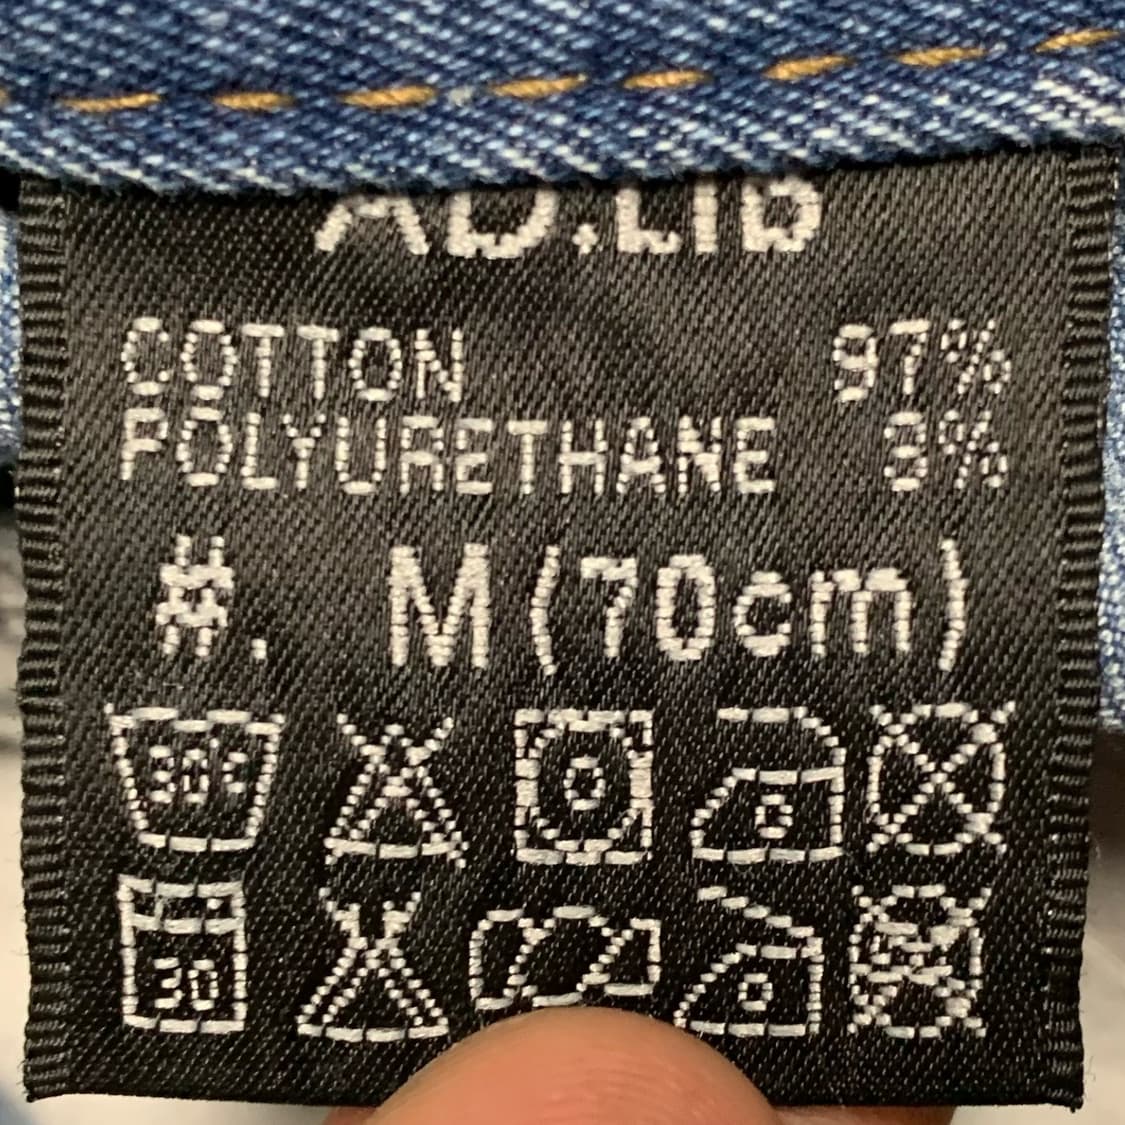 AD.LIB
COTTON 97%
POLYURETHANE 3%
#. M(70cm)
30°C
30